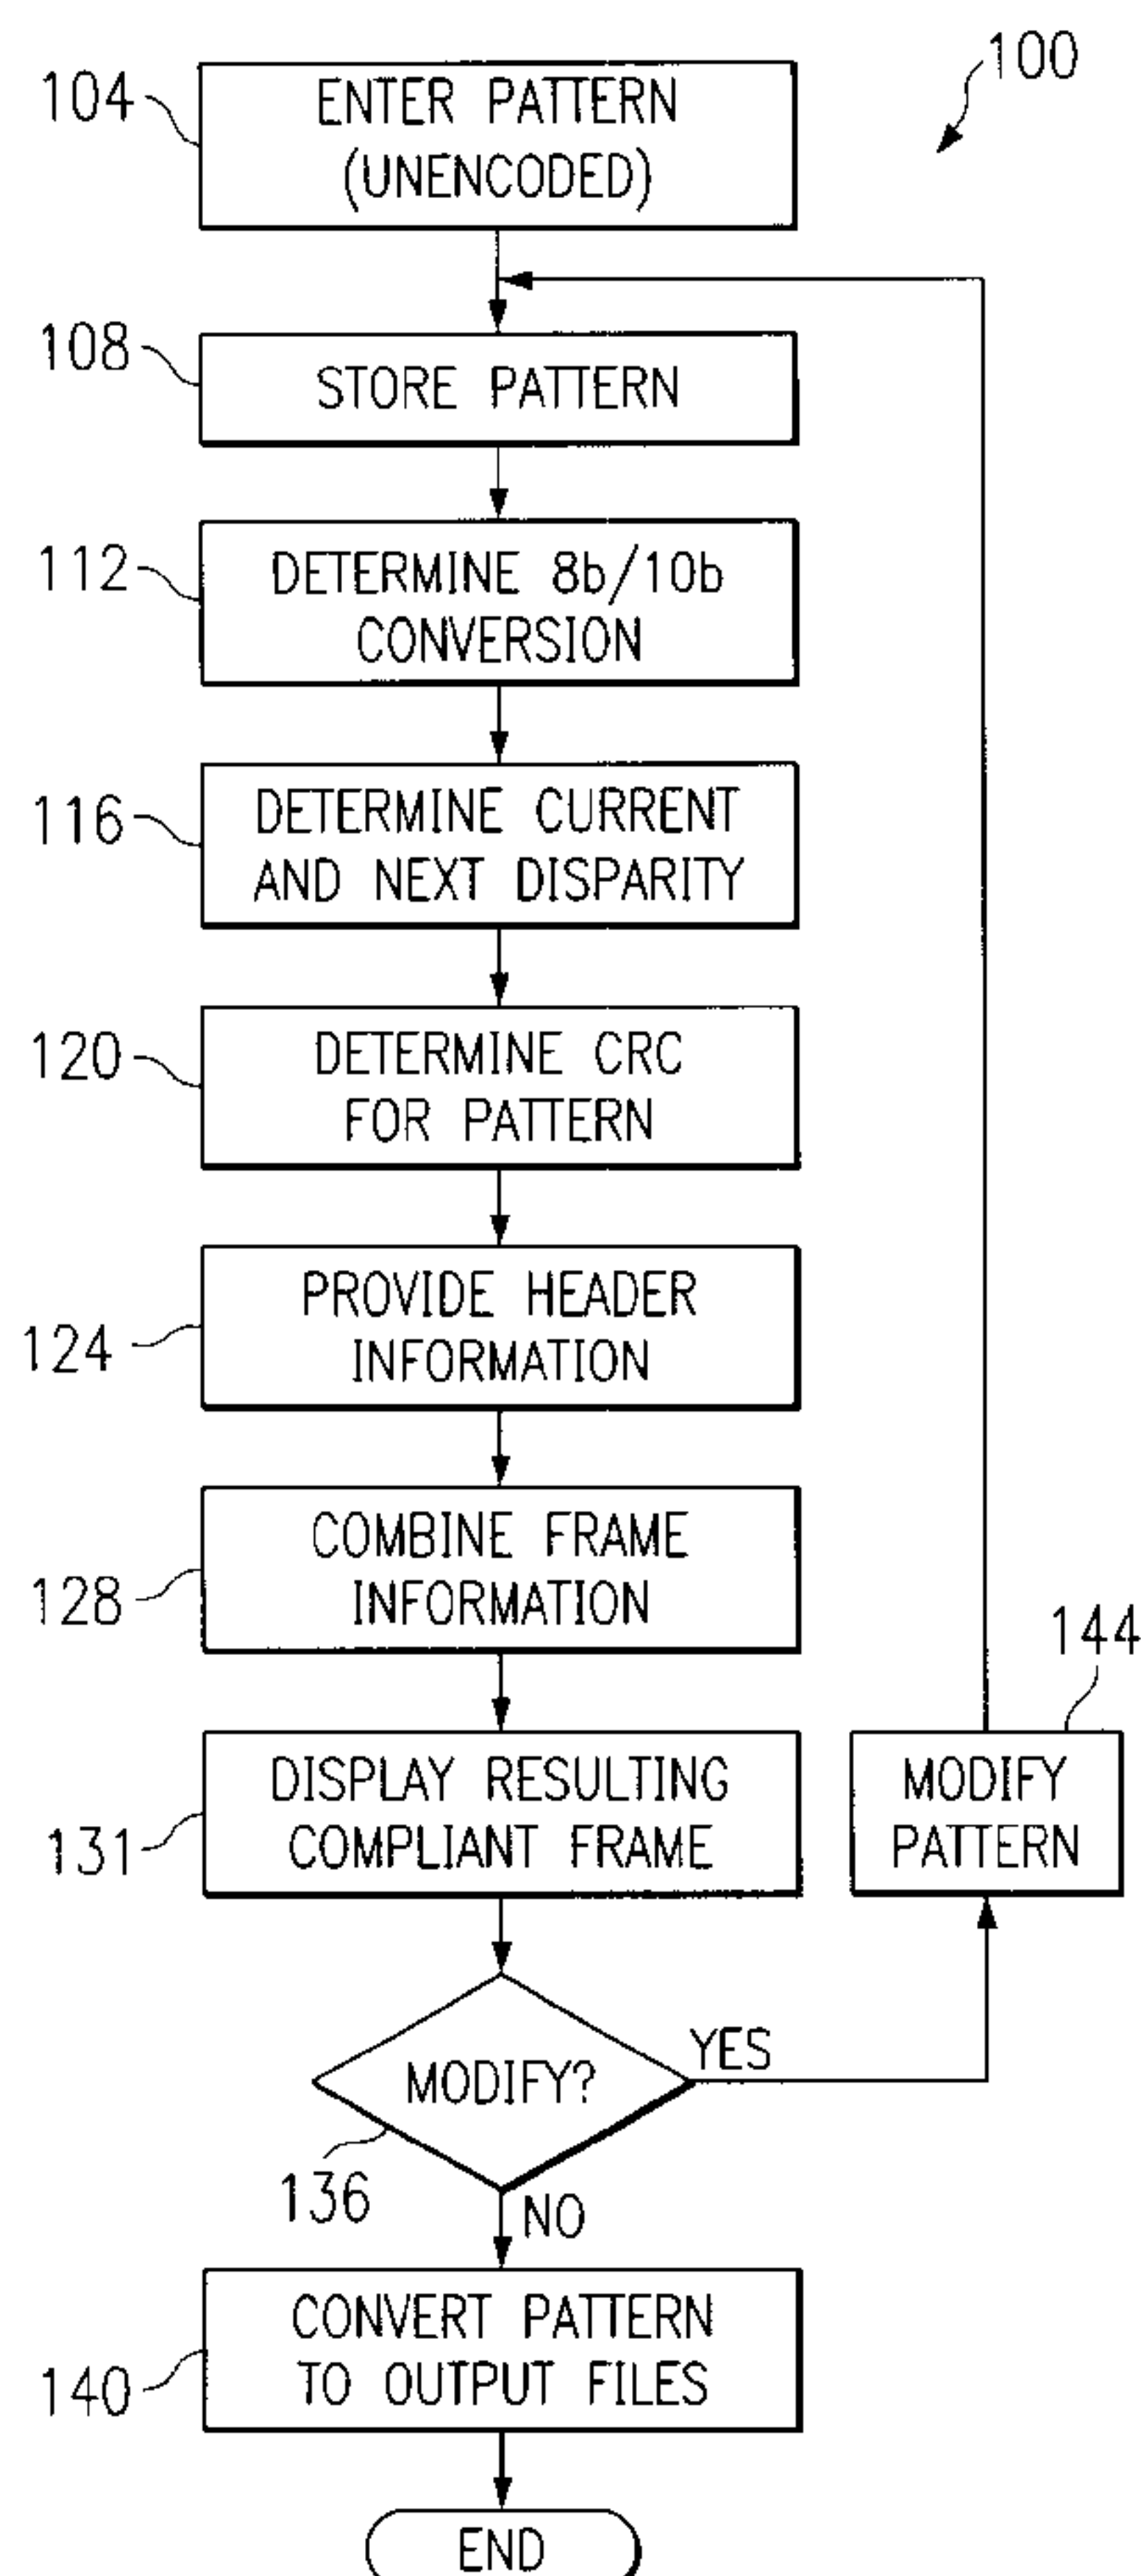 100
104
ENTER PATTERN
(UNENCODED)
108
STORE PATTERN
112
DETERMINE 8b/10b
CONVERSION
116
DETERMINE CURRENT
AND NEXT DISPARITY
120
DETERMINE CRC
FOR PATTERN
124
PROVIDE HEADER
INFORMATION
128
COMBINE FRAME
INFORMATION
144
131
DISPLAY RESULTING
COMPLIANT FRAME
MODIFY
PATTERN
MODIFY?
YES
136
NO
140
CONVERT PATTERN
TO OUTPUT FILES
END